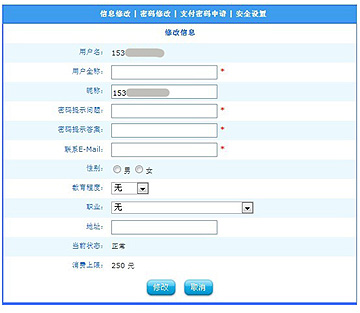 信息修改 | 密码修改 | 支付密码申请 | 安全设置
修改信息
用户名: 153
用户全称: *
昵称: 153
密码提示问题: *
密码提示答案: *
联系E-Mail: *
性别: 男 女
教育程度: 无
职业: 无
地址:
当前状态: 正常
消费上限: 250 元
修改 取消